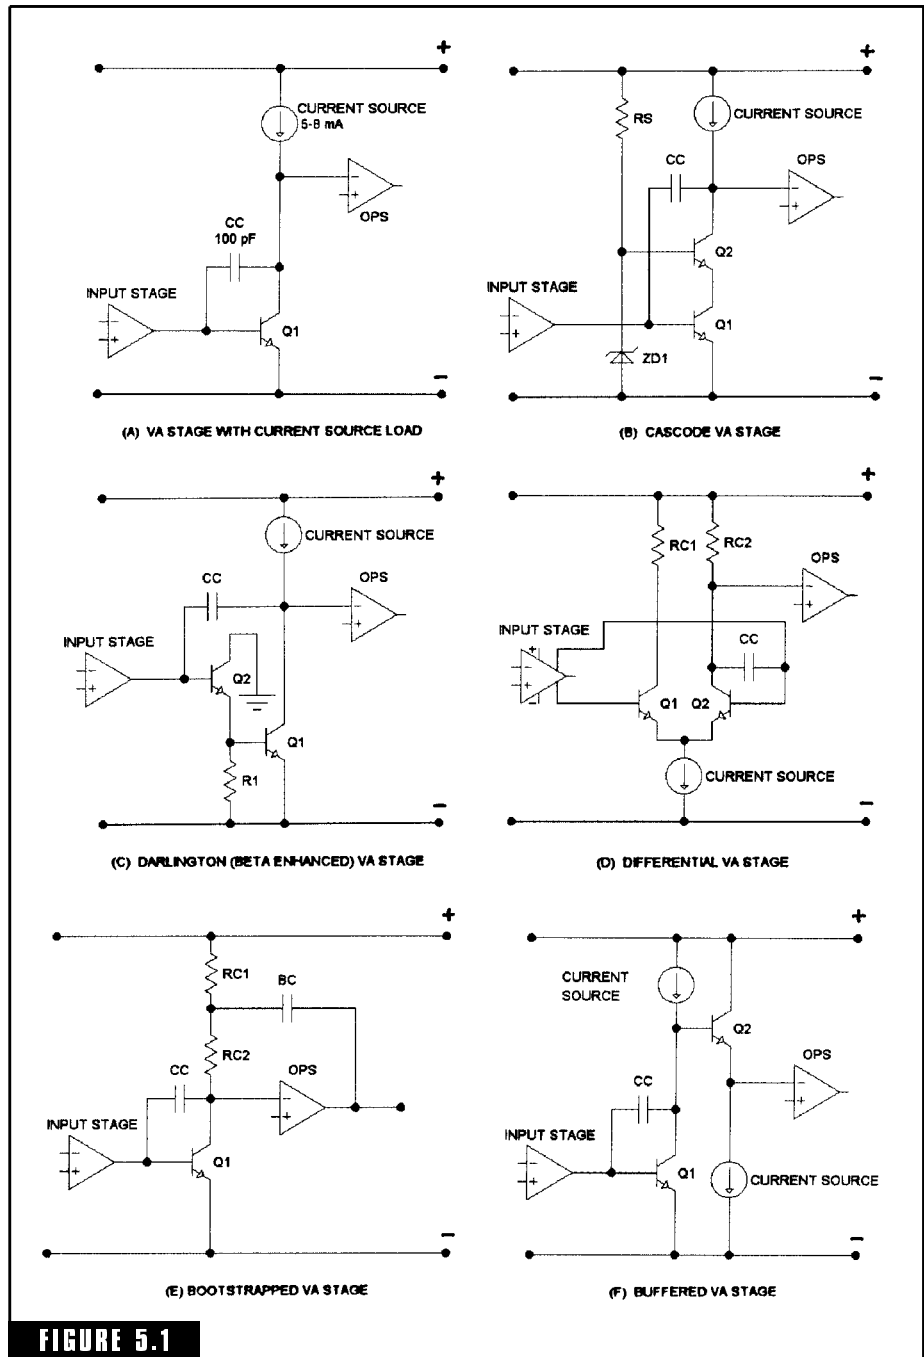 +
CURRENT SOURCE
5-8 mA
OPS
CC
100 pF
INPUT STAGE
Q1
−
(A) VA STAGE WITH CURRENT SOURCE LOAD
+
RS
CURRENT SOURCE
CC
OPS
Q2
INPUT STAGE
Q1
ZD1
−
(B) CASCODE VA STAGE
+
CURRENT SOURCE
CC
OPS
INPUT STAGE
Q2
Q1
R1
−
(C) DARLINGTON (BETA ENHANCED) VA STAGE
+
RC1
RC2
OPS
INPUT STAGE
CC
Q1
Q2
CURRENT SOURCE
−
(D) DIFFERENTIAL VA STAGE
+
RC1
BC
RC2
CC
OPS
INPUT STAGE
Q1
−
(E) BOOTSTRAPPED VA STAGE
+
CURRENT
SOURCE
Q2
OPS
CC
INPUT STAGE
Q1
CURRENT SOURCE
−
(F) BUFFERED VA STAGE
FIGURE 5.1